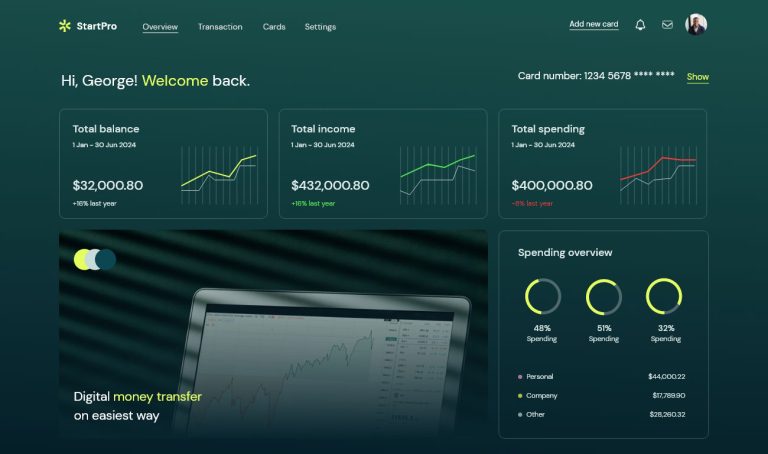 StartPro
Overview Transaction Cards Settings
Add new card
Hi, George! Welcome back.
Card number: 1234 5678 **** **** Show
Total balance
1 Jan - 30 Jun 2024
$32,000.80
+16% last year
Total income
1 Jan - 30 Jun 2024
$432,000.80
+16% last year
Total spending
1 Jan - 30 Jun 2024
$400,000.80
-8% last year
Digital money transfer
on easiest way
Spending overview
48%
Spending
51%
Spending
32%
Spending
Personal $44,000.22
Company $17,789.90
Other $28,260.32